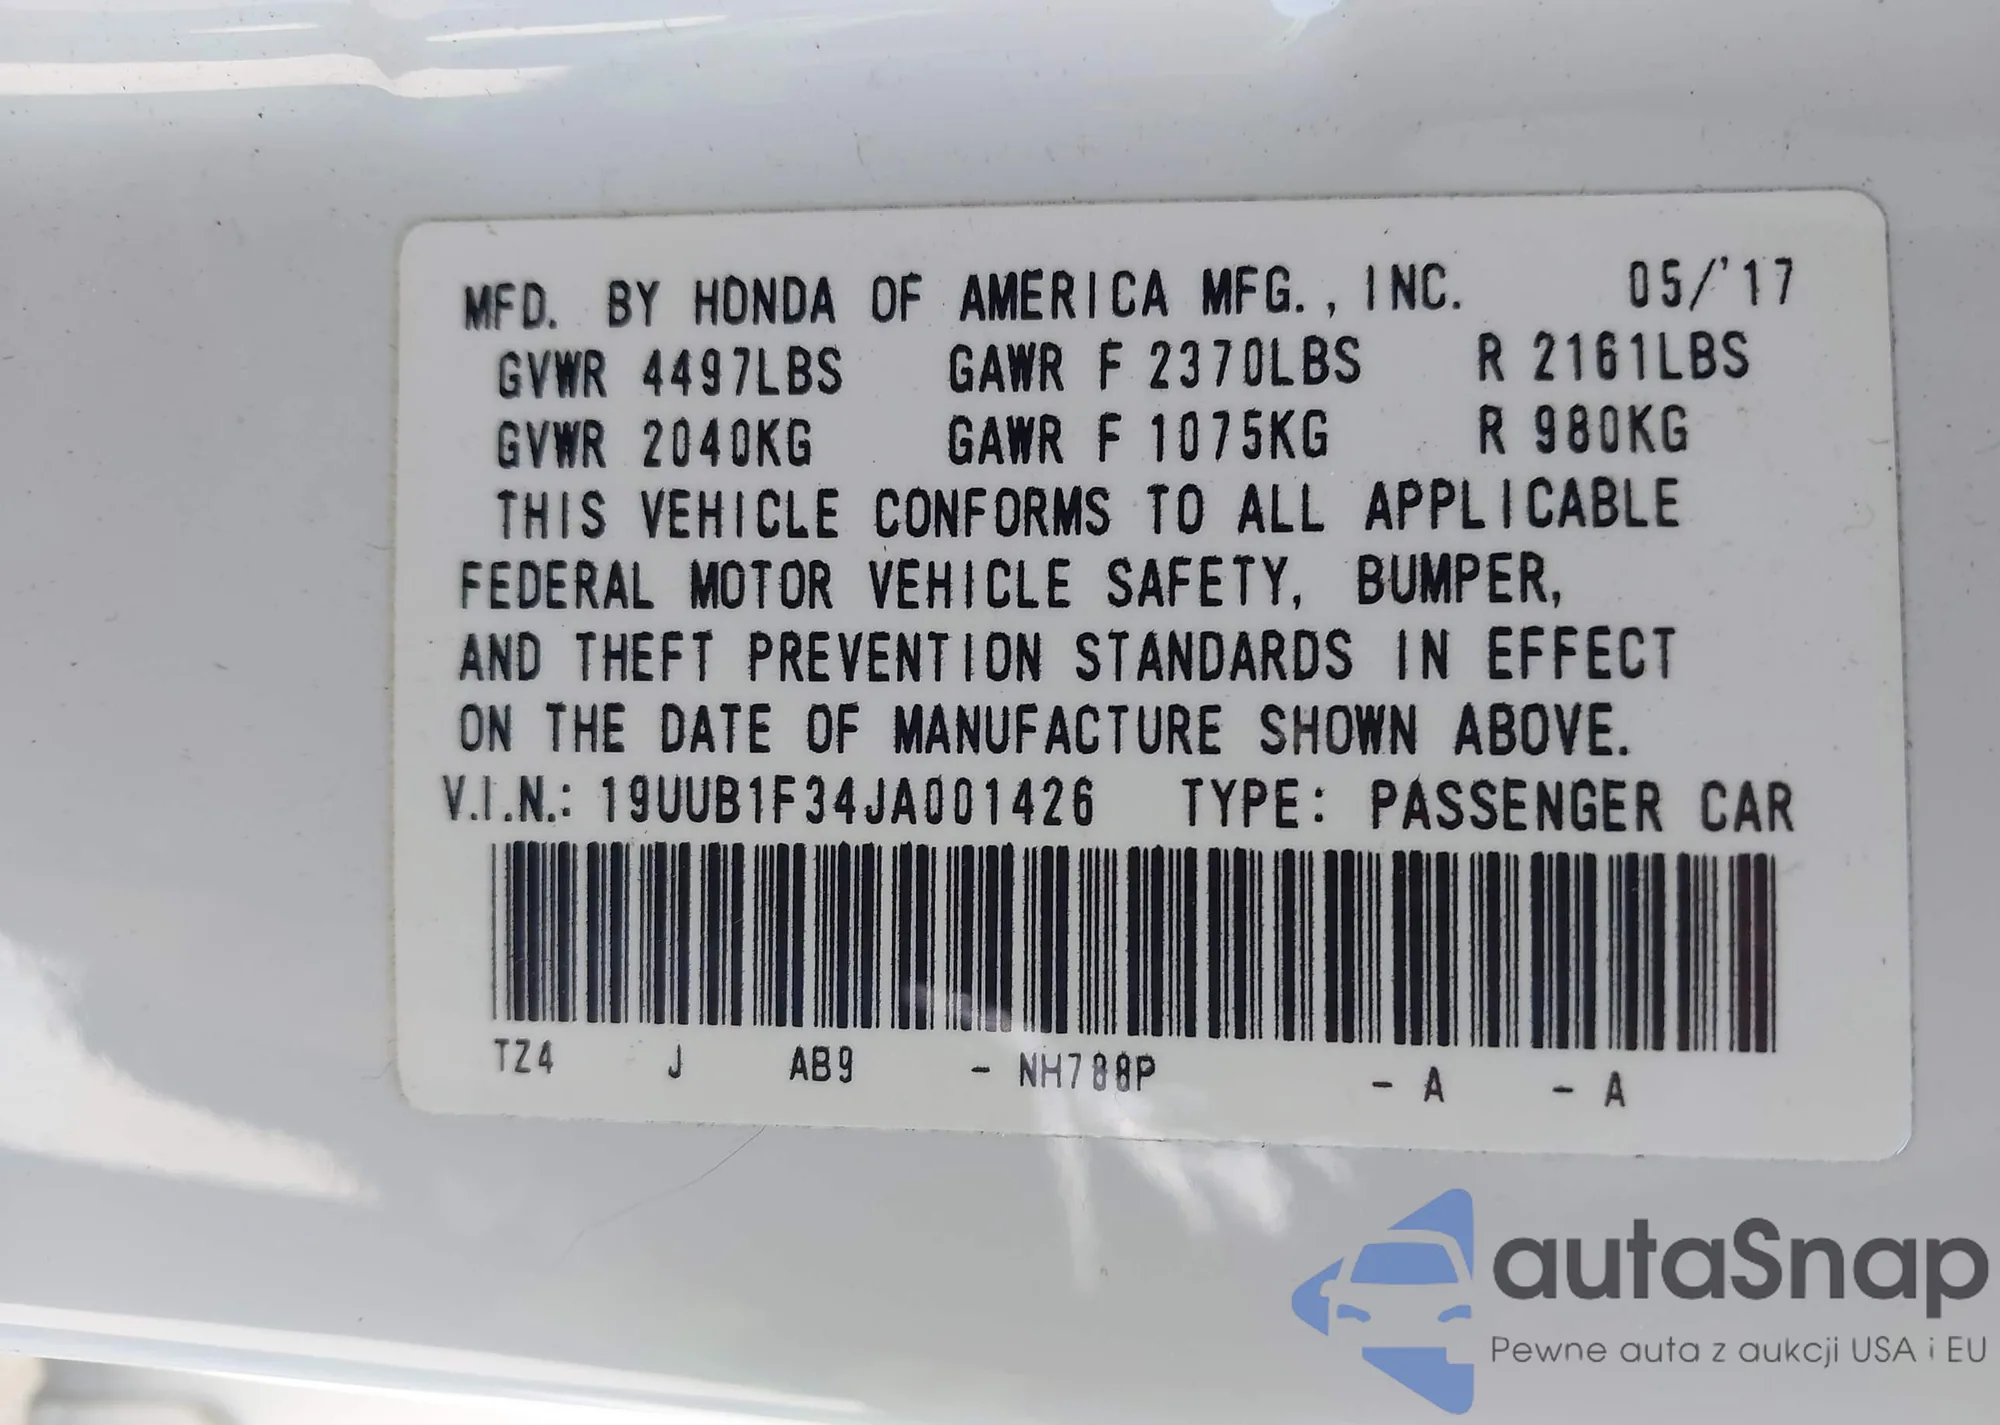 MFD. BY HONDA OF AMERICA MFG., INC. 05/'17
GVWR 4497LBS GAWR F 2370LBS R 2161LBS
GVWR 2040KG GAWR F 1075KG R 980KG
THIS VEHICLE CONFORMS TO ALL APPLICABLE
FEDERAL MOTOR VEHICLE SAFETY, BUMPER,
AND THEFT PREVENTION STANDARDS IN EFFECT
ON THE DATE OF MANUFACTURE SHOWN ABOVE.
V.I.N.: 19UUB1F34JA001426 TYPE: PASSENGER CAR
TZ4 J AB9 - NH788P - A - A
autaSnap
Pewne auta z aukcji USA i EU